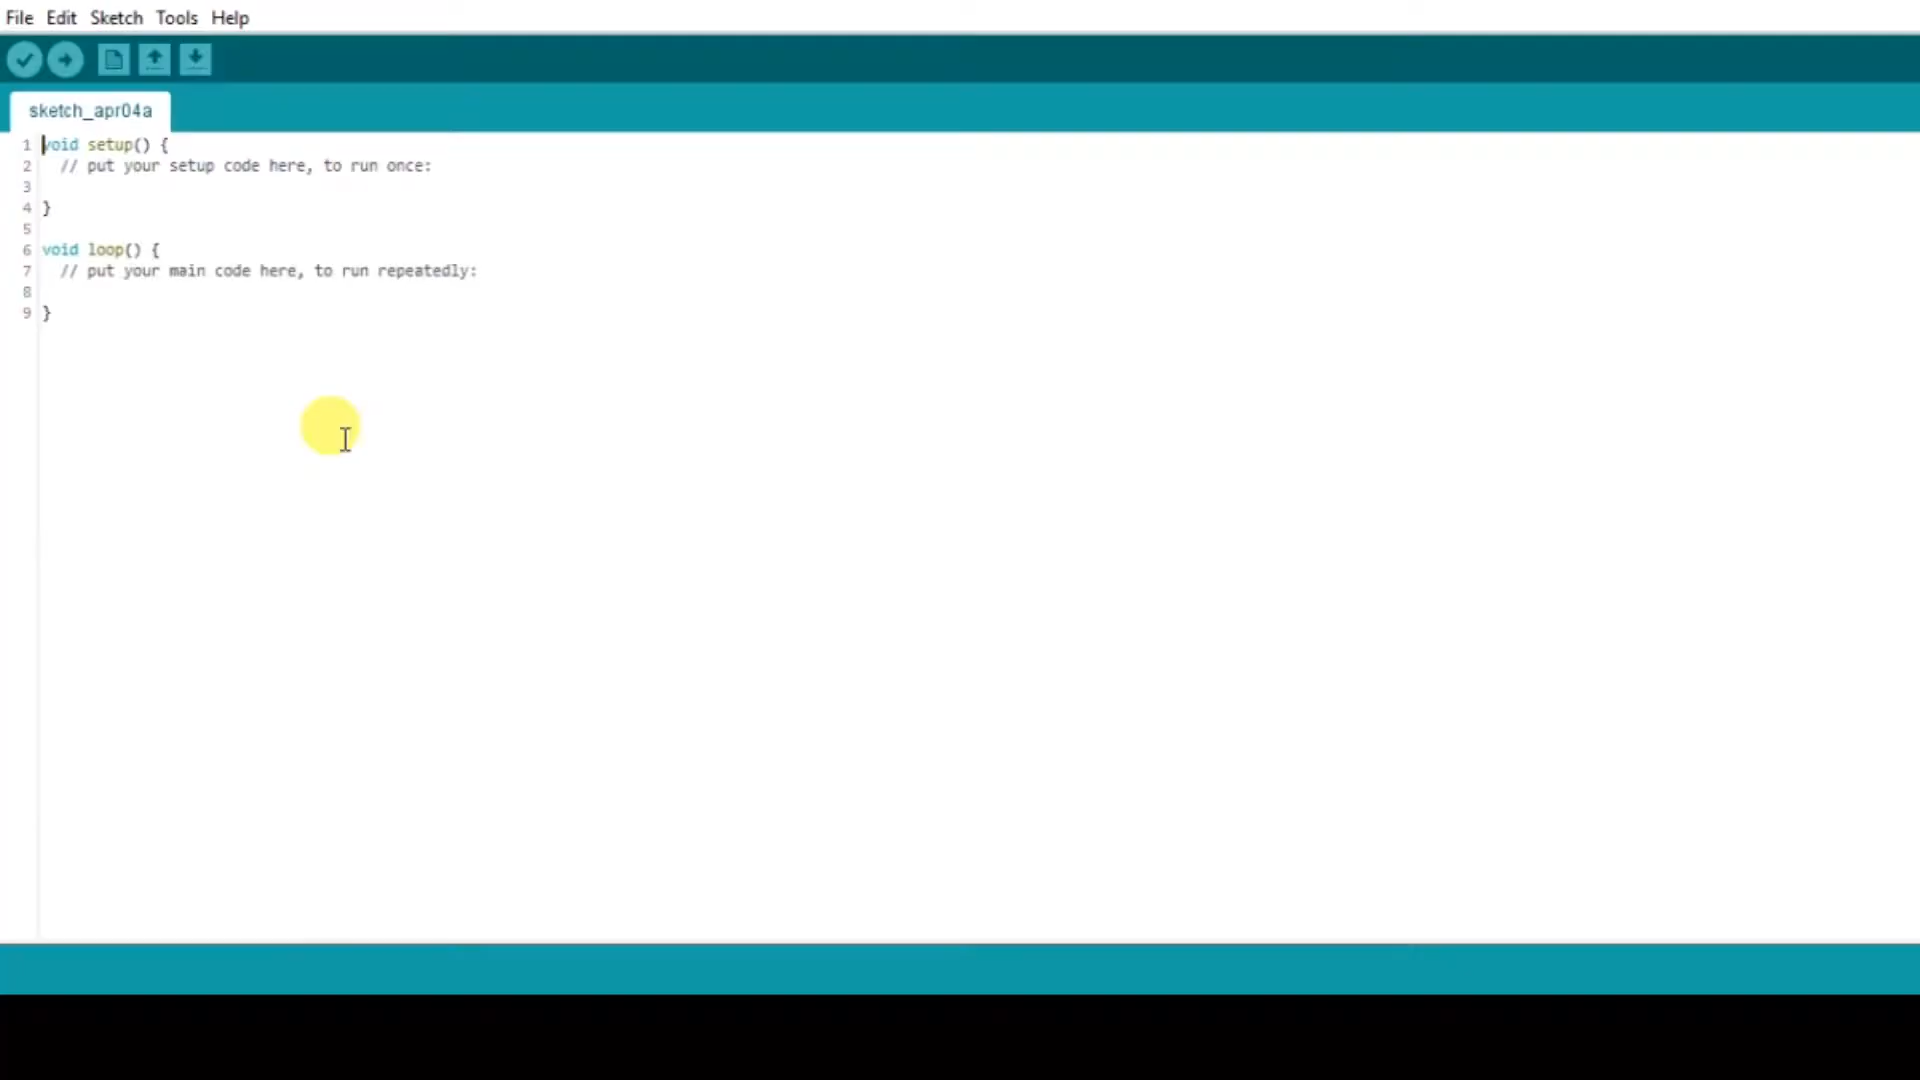 File Edit Sketch Tools Help
sketch_apr04a
1 void setup() {
2 // put your setup code here, to run once:
3
4 }
5
6 void loop() {
7 // put your main code here, to run repeatedly:
8
9 }